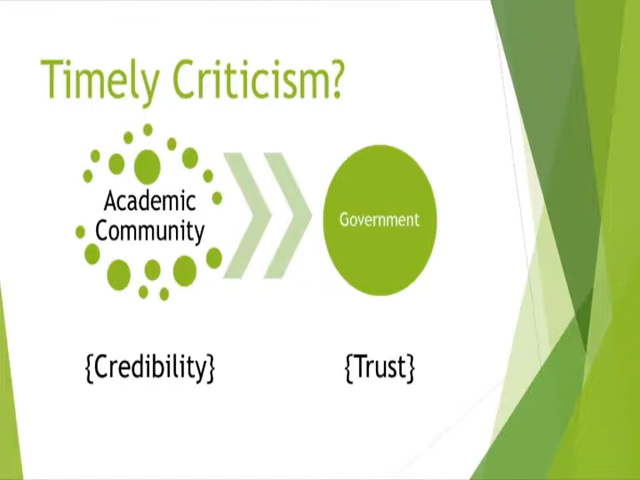 Timely Criticism?
Academic
Community
Government
{Credibility}
{Trust}